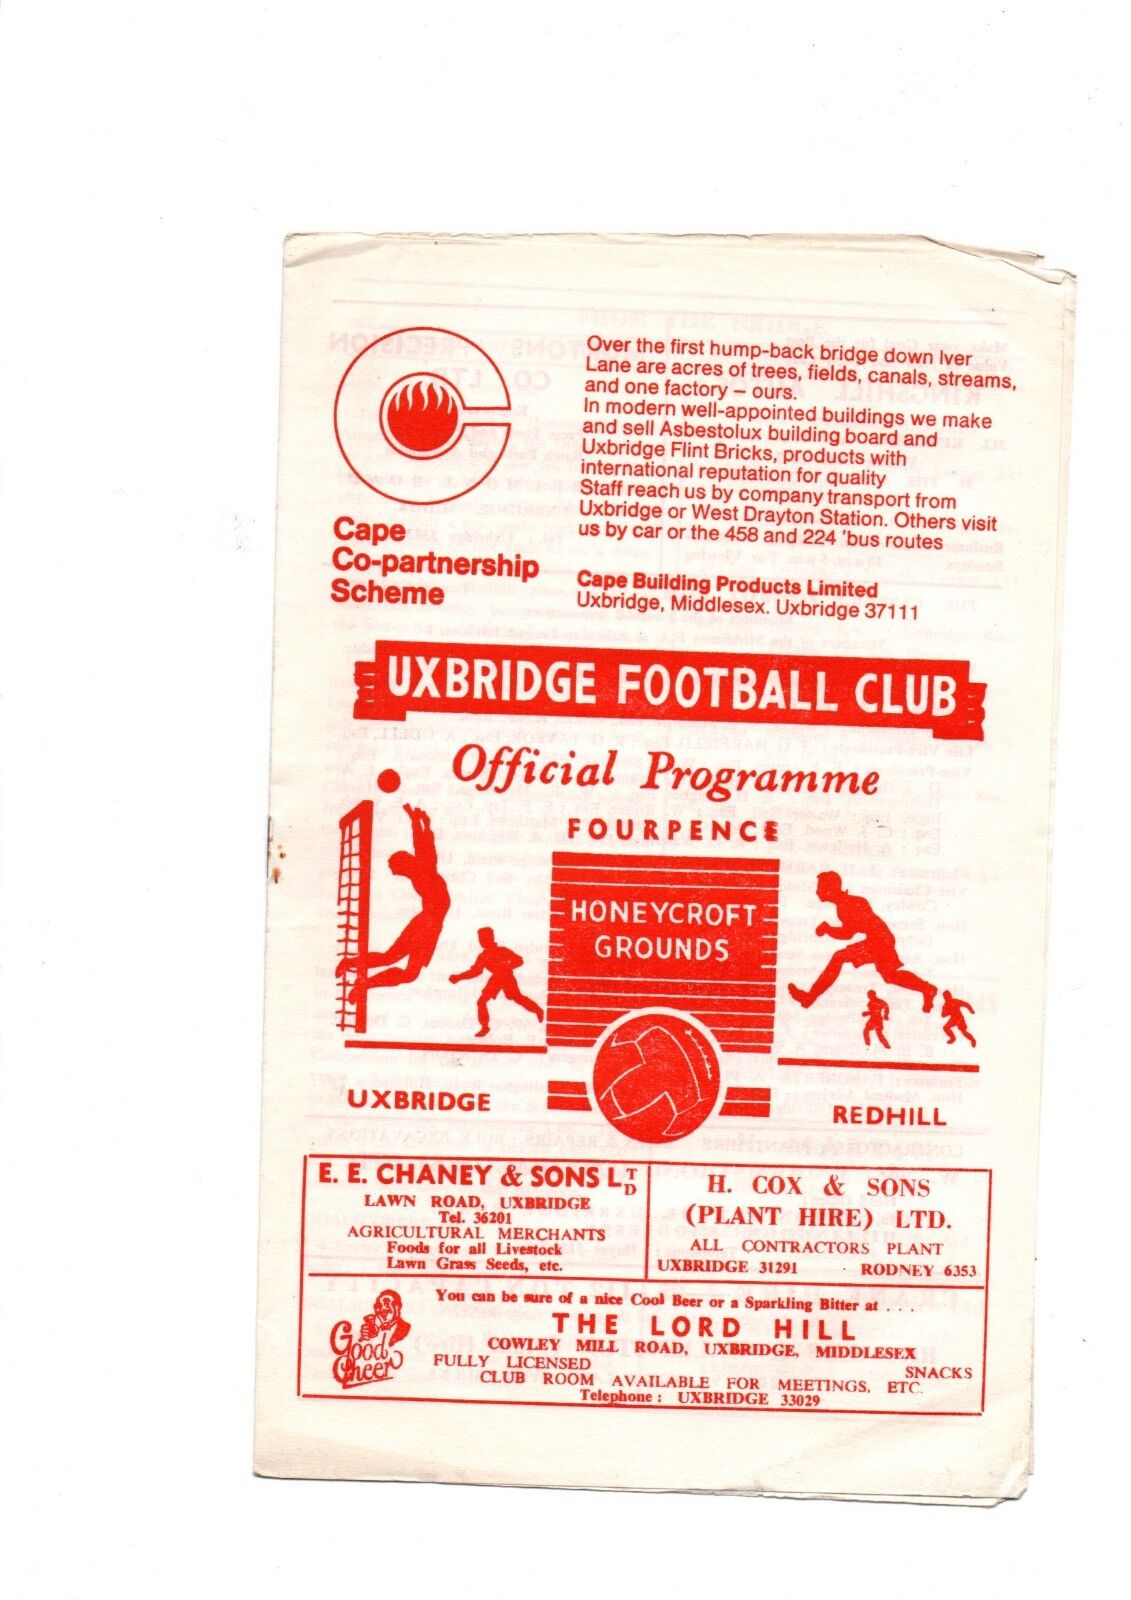 Over the first hump-back bridge down Iver
Lane are acres of trees, fields, canals, streams,
and one factory – ours.
In modern well-appointed buildings we make
and sell Asbestolux building board and
Uxbridge Flint Bricks, products with
international reputation for quality
Staff reach us by company transport from
Uxbridge or West Drayton Station. Others visit
us by car or the 458 and 224 'bus routes
Cape
Co-partnership
Scheme
Cape Building Products Limited
Uxbridge, Middlesex. Uxbridge 37111
UXBRIDGE FOOTBALL CLUB
Official Programme
FOURPENCE
HONEYCROFT
GROUNDS
UXBRIDGE
REDHILL
E. E. CHANEY & SONS LTD
LAWN ROAD, UXBRIDGE
Tel. 36201
AGRICULTURAL MERCHANTS
Foods for all Livestock
Lawn Grass Seeds, etc.
H. COX & SONS
(PLANT HIRE) LTD.
ALL CONTRACTORS PLANT
UXBRIDGE 31291 RODNEY 6353
Good
Cheer
You can be sure of a nice Cool Beer or a Sparkling Bitter at . . .
THE LORD HILL
COWLEY MILL ROAD, UXBRIDGE, MIDDLESEX
FULLY LICENSED SNACKS
CLUB ROOM AVAILABLE FOR MEETINGS, ETC.
Telephone : UXBRIDGE 33029